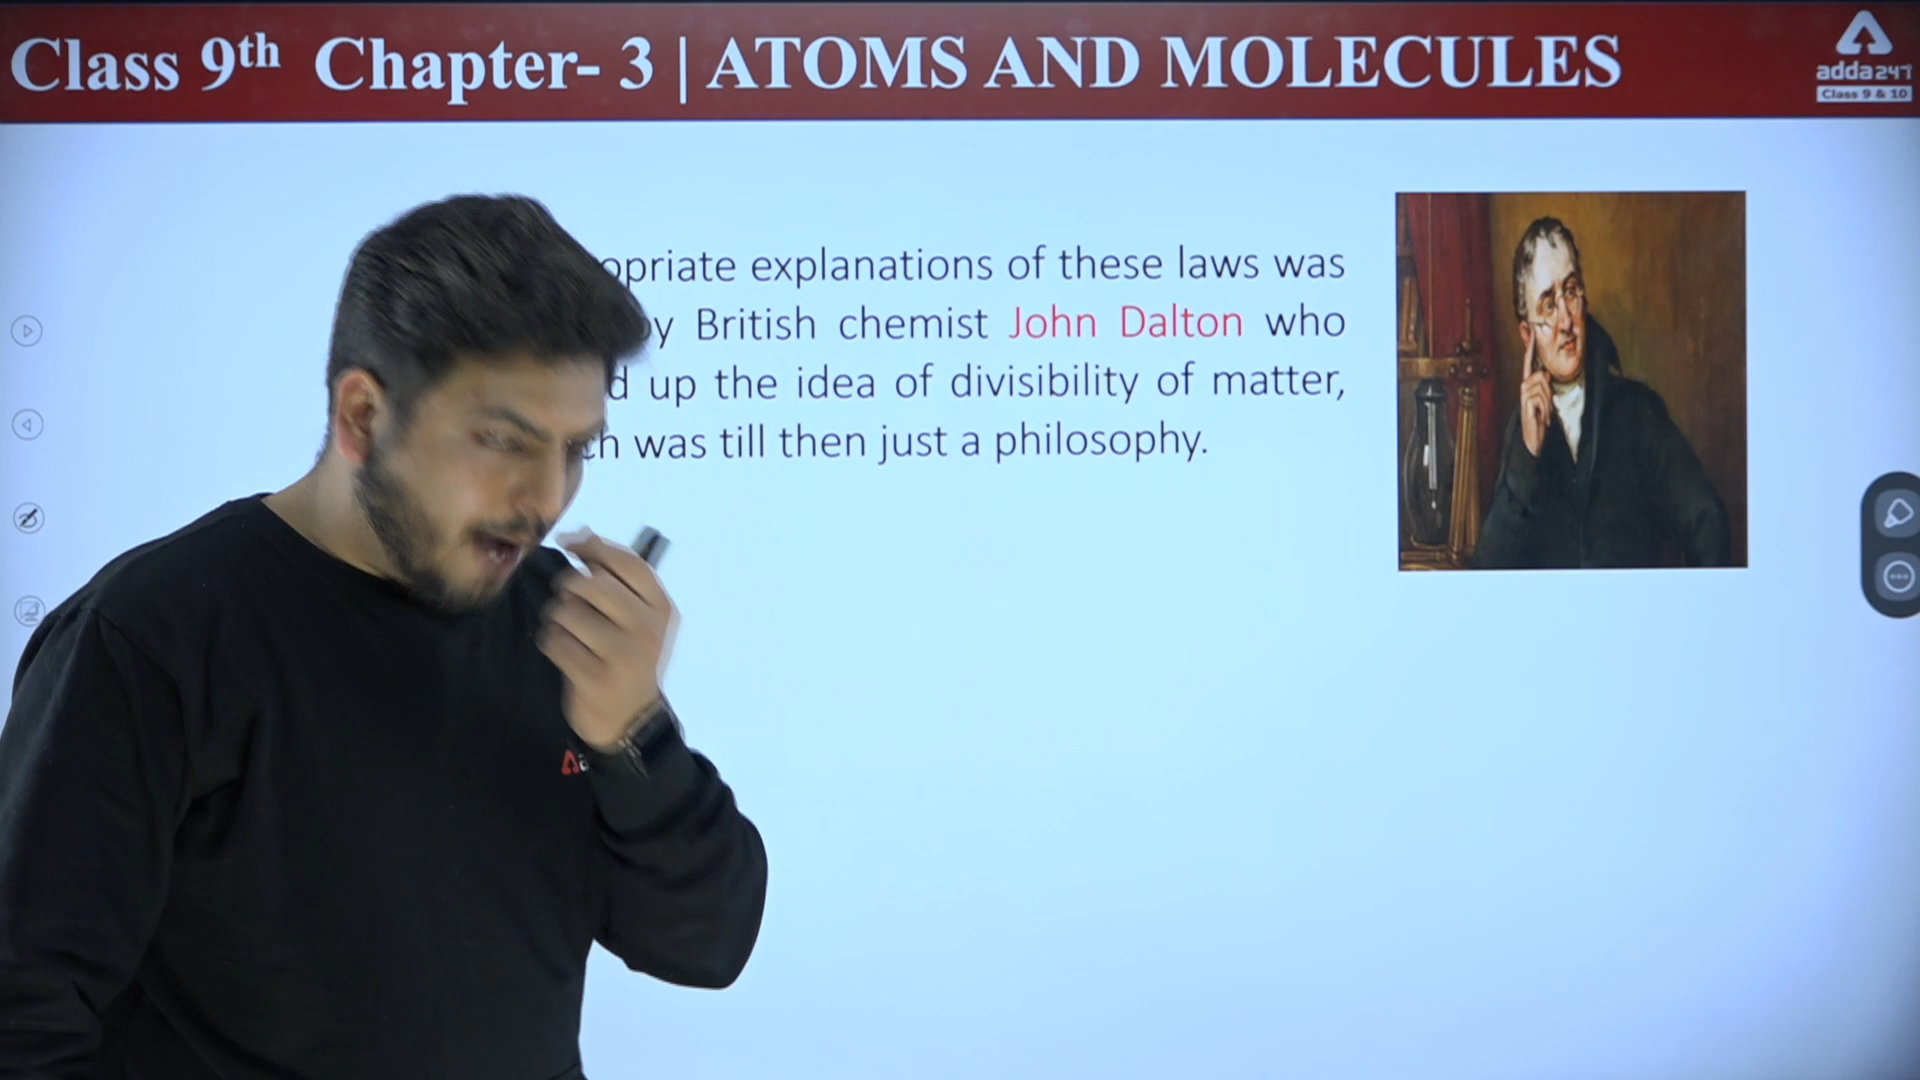 Class 9th Chapter- 3 | ATOMS AND MOLECULES
adda247
Class 9 & 10
explanations of these laws was
British chemist John Dalton who
up the idea of divisibility of matter,
was till then just a philosophy.